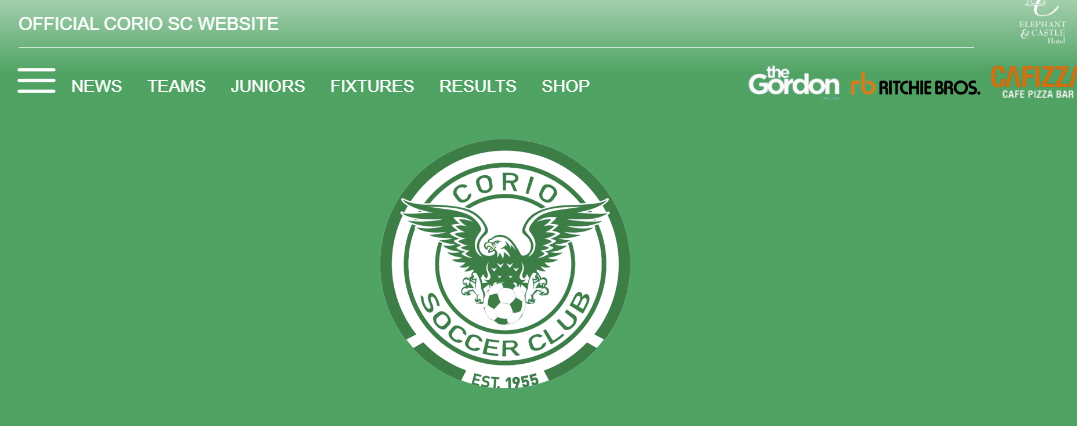 OFFICIAL CORIO SC WEBSITE
ELEPHANT
& CASTLE
Hotel
NEWS TEAMS JUNIORS FIXTURES RESULTS SHOP
the
Gordon
rb RITCHIE BROS.
CAFIZZA
CAFE PIZZA BAR
CORIO
SOCCER CLUB
EST. 1955